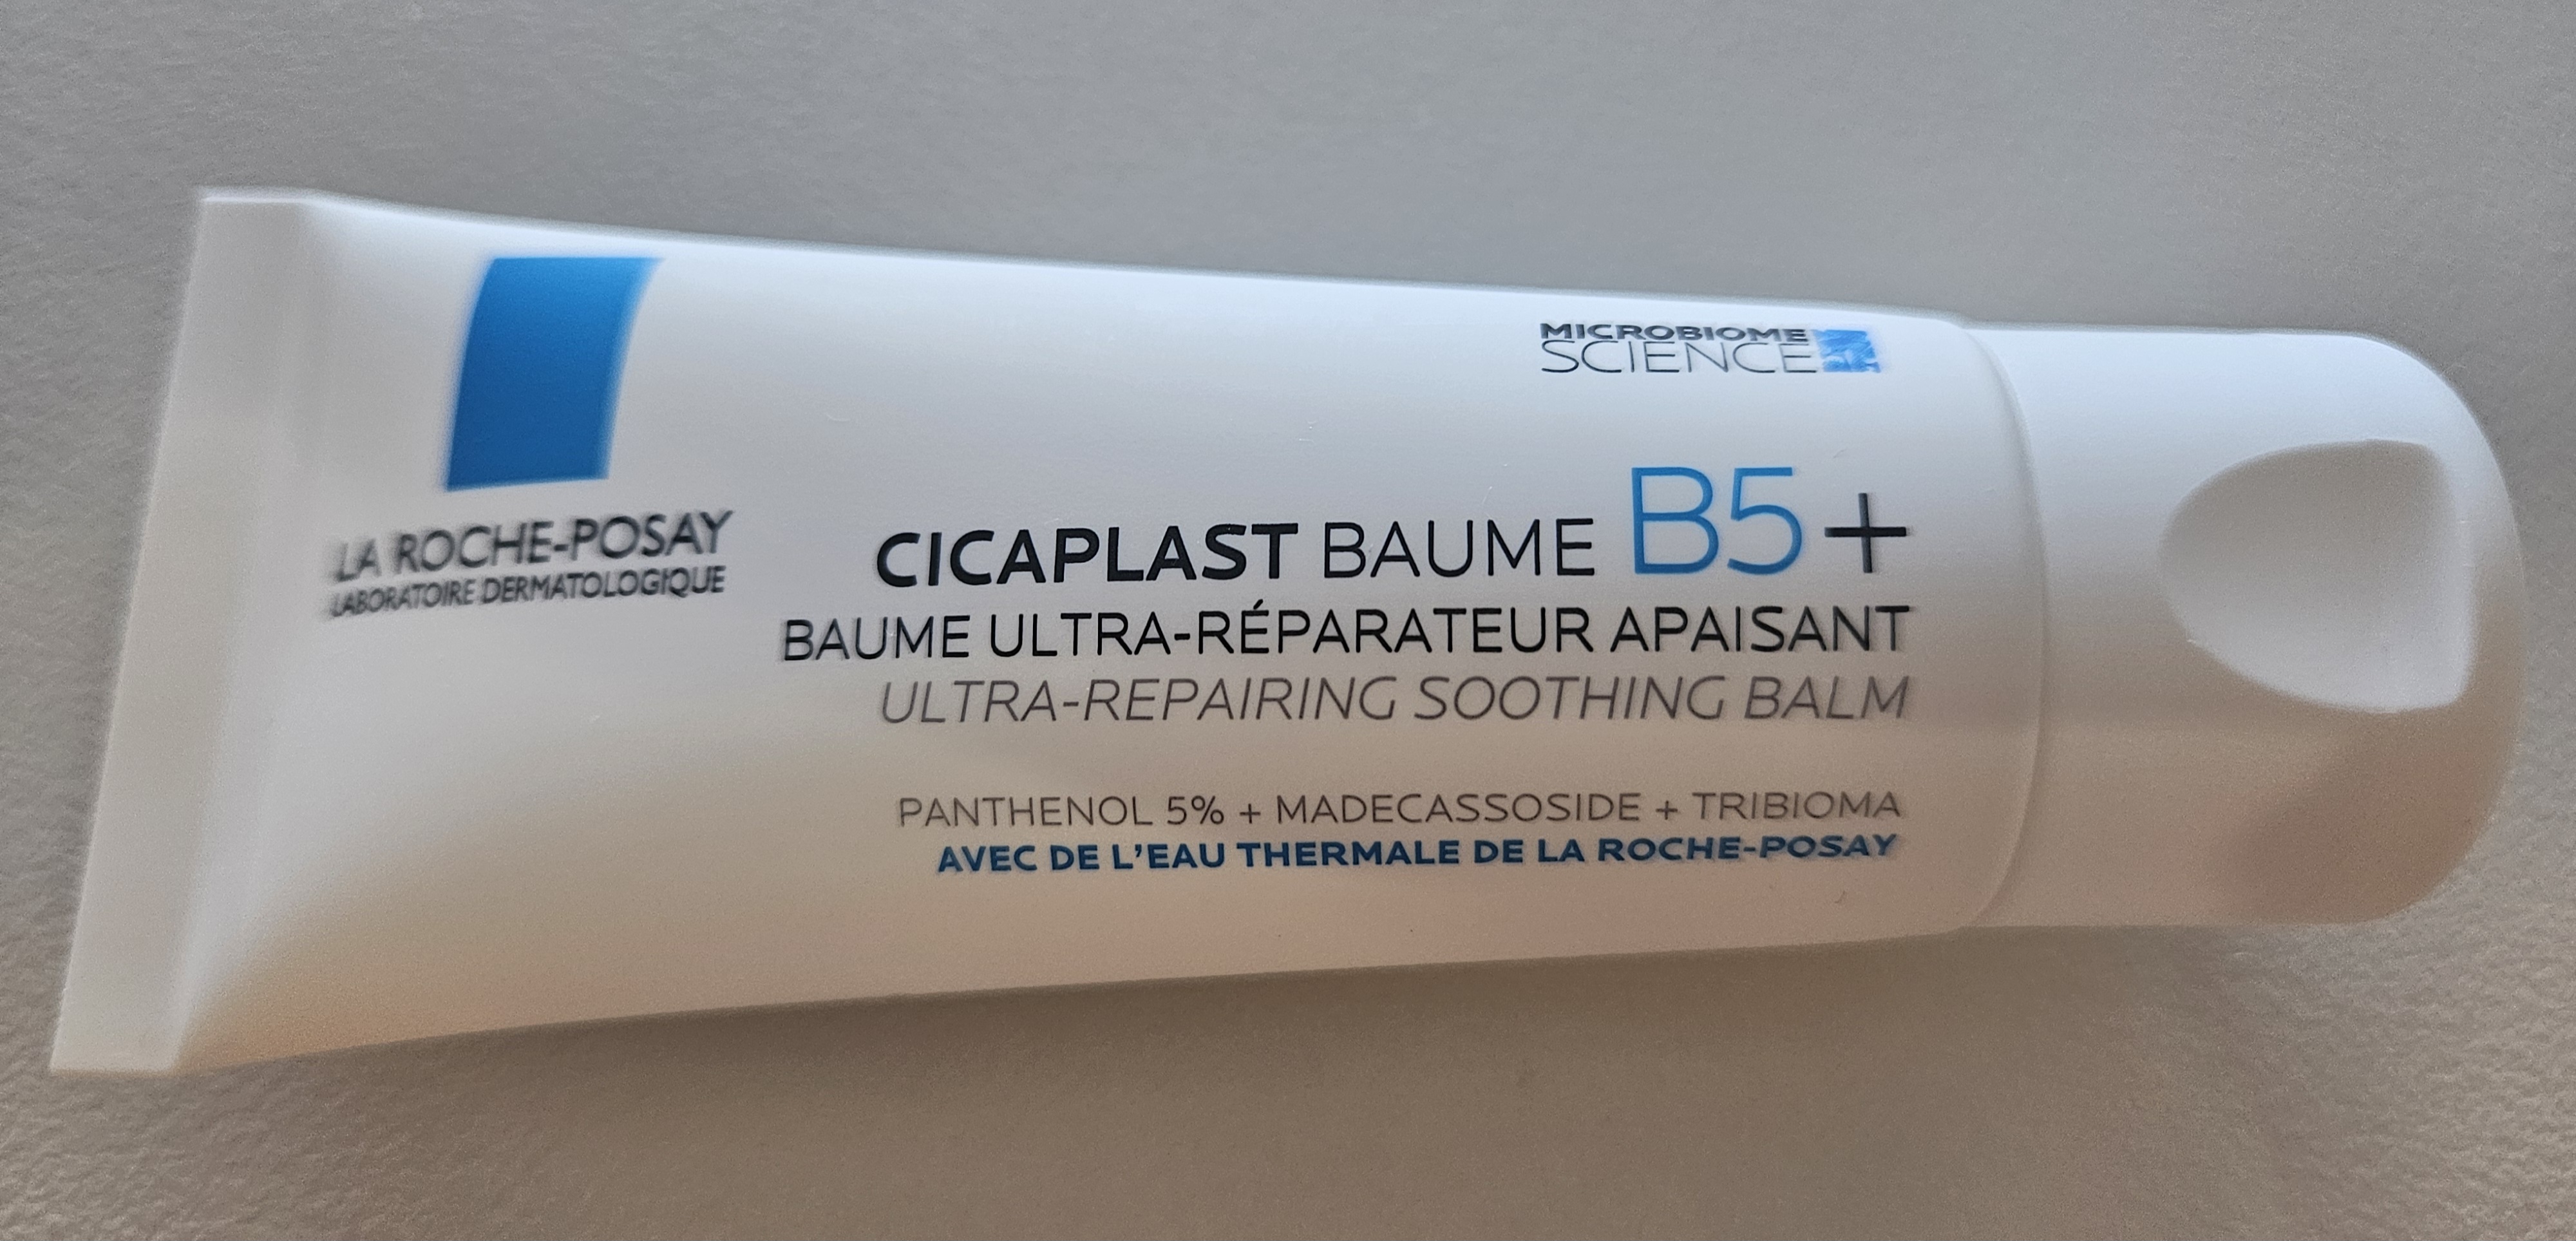 LA ROCHE-POSAY
LABORATOIRE DERMATOLOGIQUE
MICROBIOME
SCIENCE
CICAPLAST BAUME B5+
BAUME ULTRA-RÉPARATEUR APAISANT
ULTRA-REPAIRING SOOTHING BALM
PANTHENOL 5% + MADECASSOSIDE + TRIBIOMA
AVEC DE L'EAU THERMALE DE LA ROCHE-POSAY